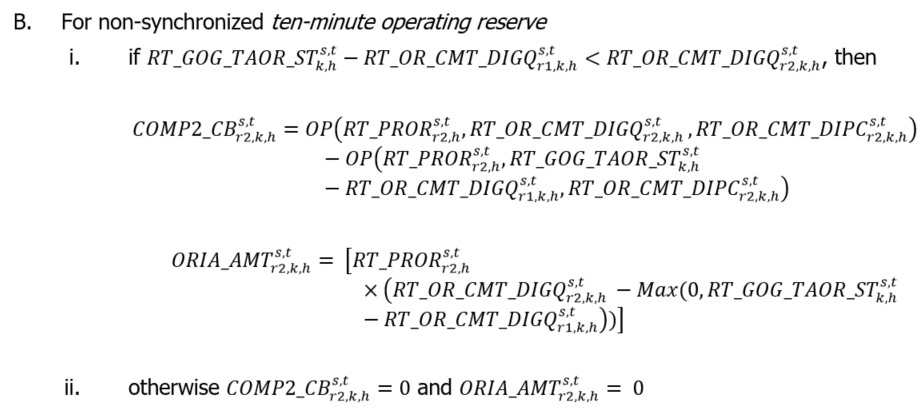 B. For non-synchronized ten-minute operating reserve
i. if RT_GOG_TAOR_ST^{s,t}_{k,h} − RT_OR_CMT_DIGQ^{s,t}_{r1,k,h} < RT_OR_CMT_DIGQ^{s,t}_{r2,k,h}, then
COMP2_CB^{s,t}_{r2,k,h} = OP(RT_PROR^{s,t}_{r2,h}, RT_OR_CMT_DIGQ^{s,t}_{r2,k,h}, RT_OR_CMT_DIPC^{s,t}_{r2,k,h})
− OP(RT_PROR^{s,t}_{r2,h}, RT_GOG_TAOR_ST^{s,t}_{k,h}
− RT_OR_CMT_DIGQ^{s,t}_{r1,k,h}, RT_OR_CMT_DIPC^{s,t}_{r2,k,h})
ORIA_AMT^{s,t}_{r2,k,h} = [RT_PROR^{s,t}_{r2,h}
× (RT_OR_CMT_DIGQ^{s,t}_{r2,k,h} − Max(0, RT_GOG_TAOR_ST^{s,t}_{k,h}
− RT_OR_CMT_DIGQ^{s,t}_{r1,k,h}))]
ii. otherwise COMP2_CB^{s,t}_{r2,k,h} = 0 and ORIA_AMT^{s,t}_{r2,k,h} = 0